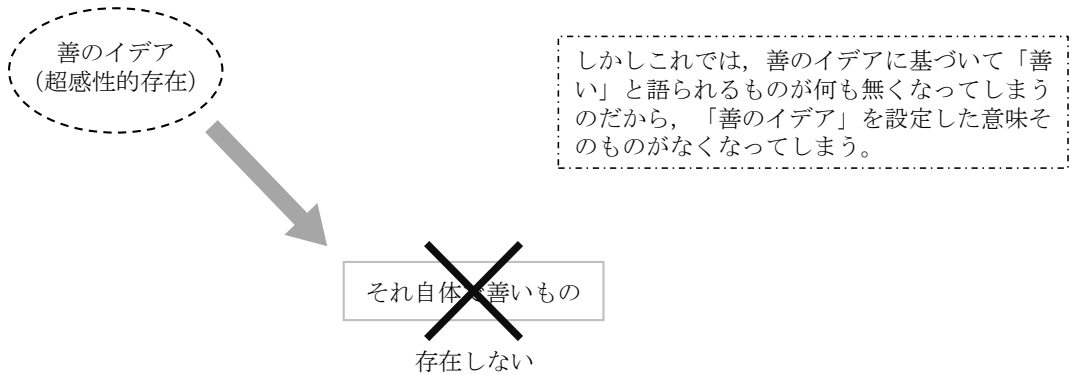 善のイデア
（超感性的存在）
しかしこれでは，善のイデアに基づいて「善
い」と語られるものが何も無くなってしまう
のだから，「善のイデア」を設定した意味そ
のものがなくなってしまう。
それ自体で善いもの
存在しない